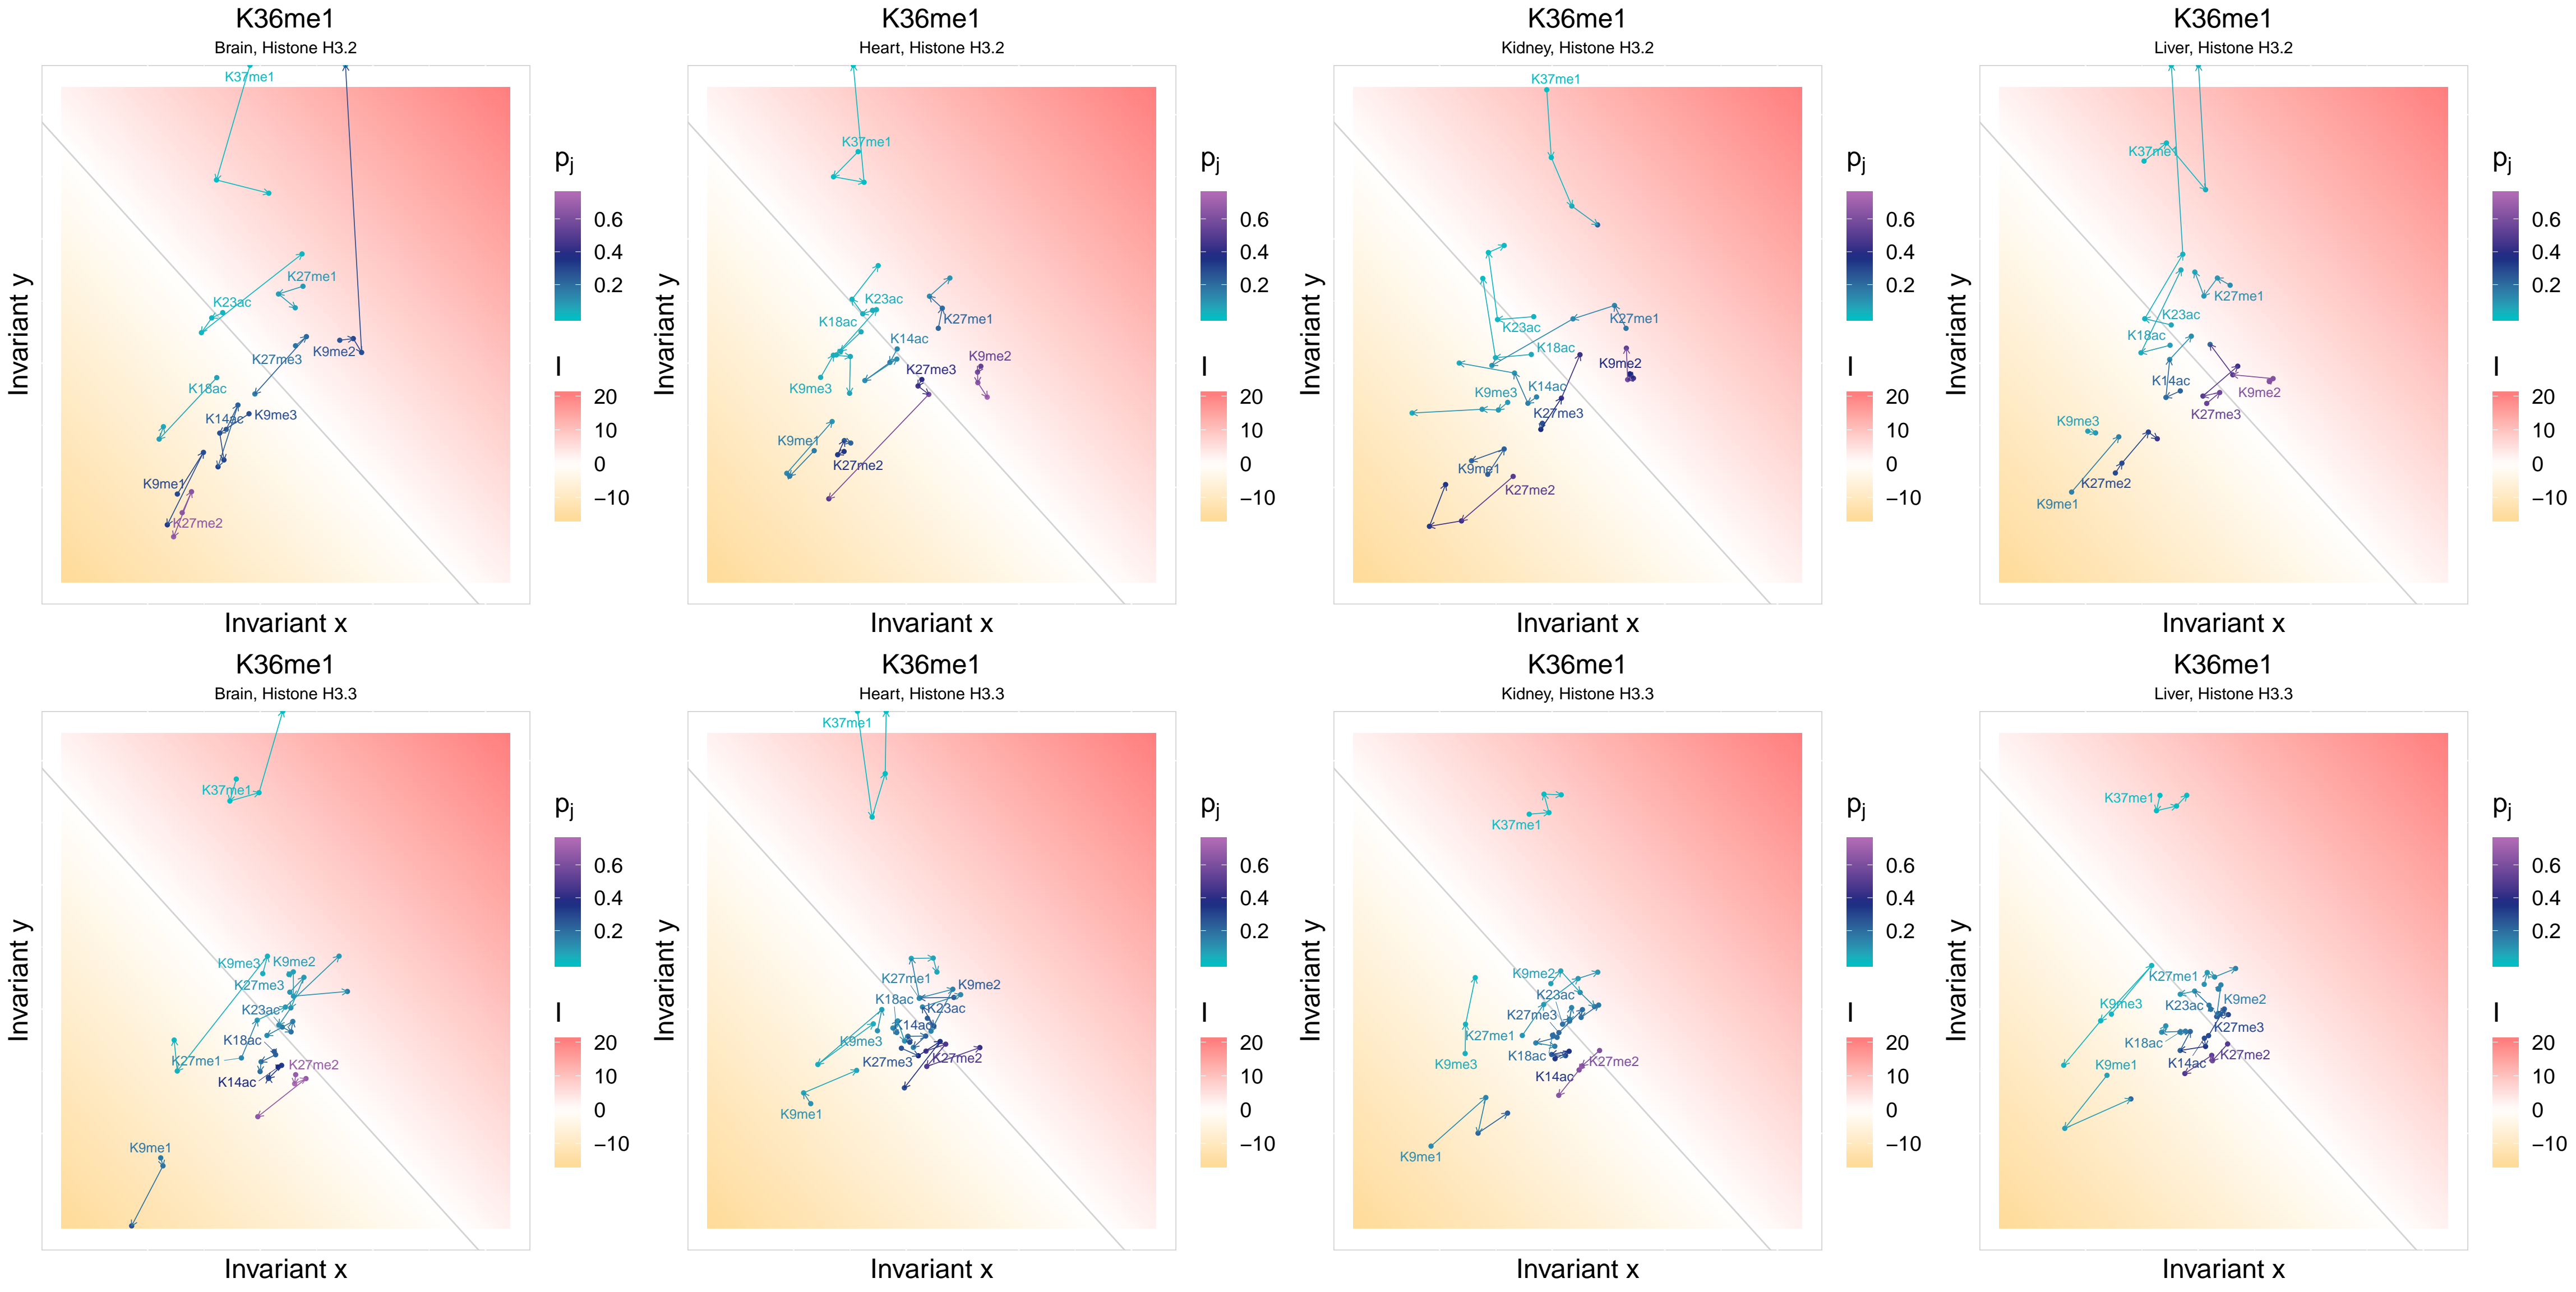 K36me1
Brain, Histone H3.2
Invariant y
K37me1
K27me1
K23ac
K27me3
K9me2
K18ac
K14ac
K9me3
K9me1
K27me2
Invariant x
pj
0.6
0.4
0.2
I
20
10
0
−10
K36me1
Heart, Histone H3.2
Invariant y
K37me1
K23ac
K18ac
K27me1
K14ac
K9me2
K27me3
K9me3
K9me1
K27me2
Invariant x
pj
0.6
0.4
0.2
I
20
10
0
−10
K36me1
Kidney, Histone H3.2
Invariant y
K37me1
K27me1
K23ac
K18ac
K9me2
K14ac
K9me3
K27me3
K9me1
K27me2
Invariant x
pj
0.6
0.4
0.2
I
20
10
0
−10
K36me1
Liver, Histone H3.2
Invariant y
K37me1
K27me1
K23ac
K18ac
K14ac
K9me2
K27me3
K9me3
K27me2
K9me1
Invariant x
pj
0.6
0.4
0.2
I
20
10
0
−10
K36me1
Brain, Histone H3.3
Invariant y
K37me1
K9me3
K9me2
K27me3
K23ac
K18ac
K27me1
K27me2
K14ac
K9me1
Invariant x
pj
0.6
0.4
0.2
I
20
10
0
−10
K36me1
Heart, Histone H3.3
Invariant y
K37me1
K27me1
K9me2
K18ac
K23ac
K14ac
K9me3
K27me3
K27me2
K9me1
Invariant x
pj
0.6
0.4
0.2
I
20
10
0
−10
K36me1
Kidney, Histone H3.3
Invariant y
K37me1
K9me2
K23ac
K27me3
K27me1
K18ac
K9me3
K27me2
K14ac
K9me1
Invariant x
pj
0.6
0.4
0.2
I
20
10
0
−10
K36me1
Liver, Histone H3.3
Invariant y
K37me1
K27me1
K9me3
K23ac
K9me2
K27me3
K18ac
K27me2
K14ac
K9me1
Invariant x
pj
0.6
0.4
0.2
I
20
10
0
−10